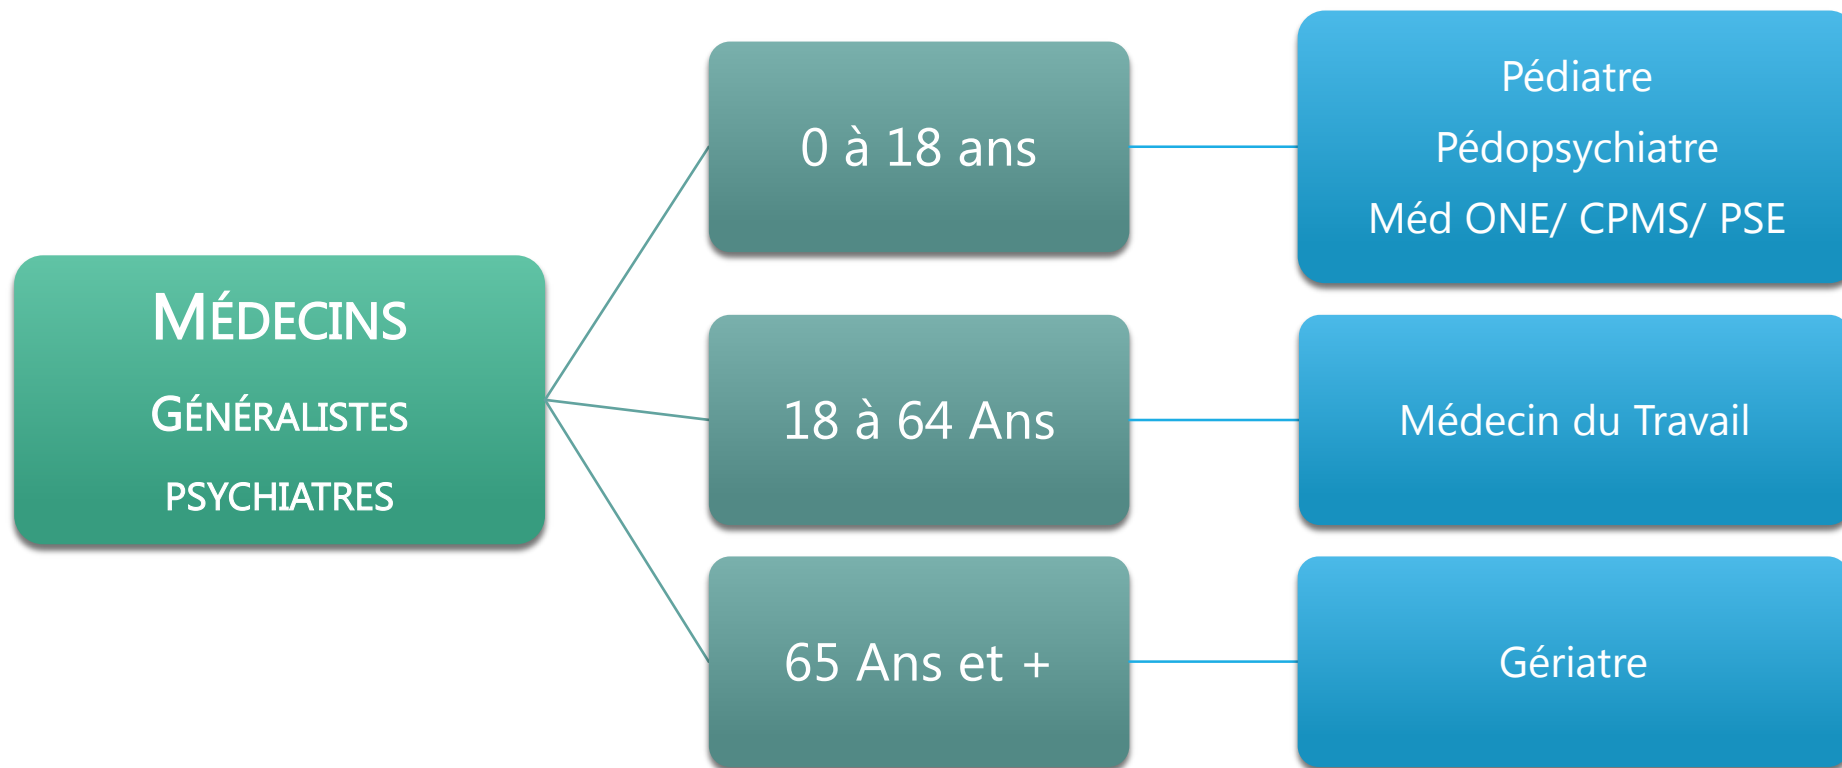 MÉDECINS
GÉNÉRALISTES
PSYCHIATRES
0 à 18 ans
Pédiatre
Pédopsychiatre
Méd ONE/ CPMS/ PSE
18 à 64 Ans
Médecin du Travail
65 Ans et +
Gériatre